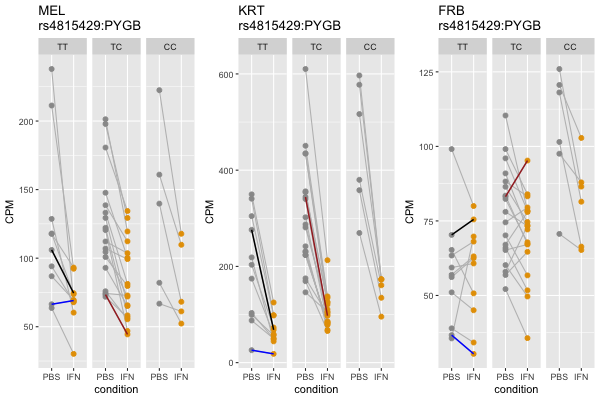 MEL
rs4815429:PYGB
TT TC CC
CPM
200
150
100
50
PBS IFN PBS IFN PBS IFN
condition
KRT
rs4815429:PYGB
TT TC CC
CPM
600
400
200
0
PBS IFN PBS IFN PBS IFN
condition
FRB
rs4815429:PYGB
TT TC CC
CPM
125
100
75
50
PBS IFN PBS IFN PBS IFN
condition